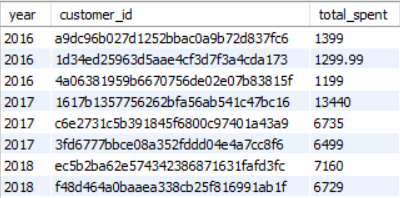 year customer_id total_spent
2016 a9dc96b027d1252bbac0a9b72d837fc6 1399
2016 1d34ed25963d5aae4cf3d7f3a4cda173 1299.99
2016 4a06381959b6670756de02e07b83815f 1199
2017 1617b1357756262bfa56ab541c47bc16 13440
2017 c6e2731c5b391845f6800c97401a43a9 6735
2017 3fd6777bbce08a352fddd04e4a7cc8f6 6499
2018 ec5b2ba62e574342386871631fafd3fc 7160
2018 f48d464a0baaea338cb25f816991ab1f 6729